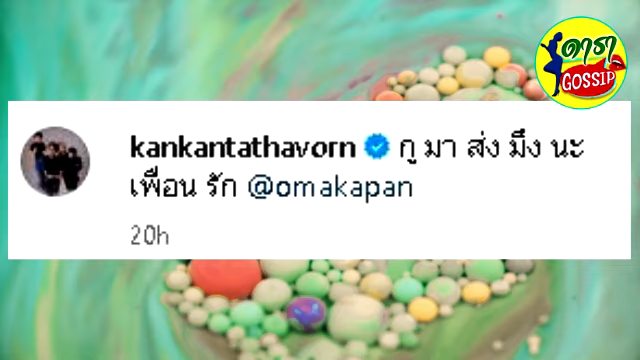 ดารา
GOSSIP
kankantathavorn กู มา ส่ง มึง นะ
เพื่อน รัก @omakapan
20h